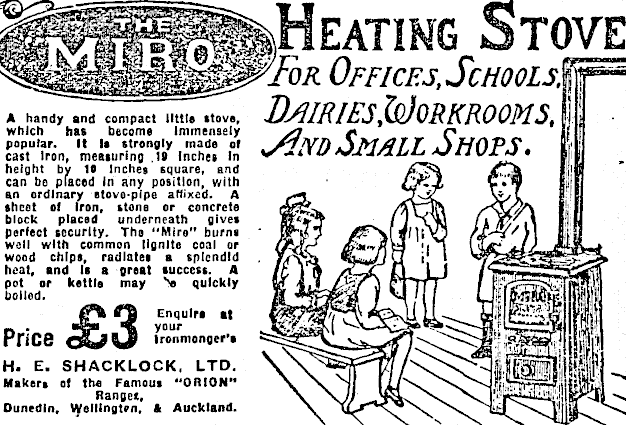 THE
"MIRO"
HEATING STOVE
FOR OFFICES, SCHOOLS,
DAIRIES, WORKROOMS,
AND SMALL SHOPS.
A handy and compact little stove,
which has become immensely
popular. It is strongly made of
cast iron, measuring 19 inches in
height by 10 inches square, and
can be placed in any position, with
an ordinary stove-pipe affixed. A
sheet of iron, stone or concrete
block placed underneath gives
perfect security. The "Miro" burns
well with common lignite coal or
wood chips, radiates a splendid
heat, and is a great success. A
pot or kettle may be quickly
boiled.
Price £3
Enquire at
your
Ironmonger's
H. E. SHACKLOCK, LTD.
Makers of the Famous "ORION"
Ranges,
Dunedin, Wellington, & Auckland.